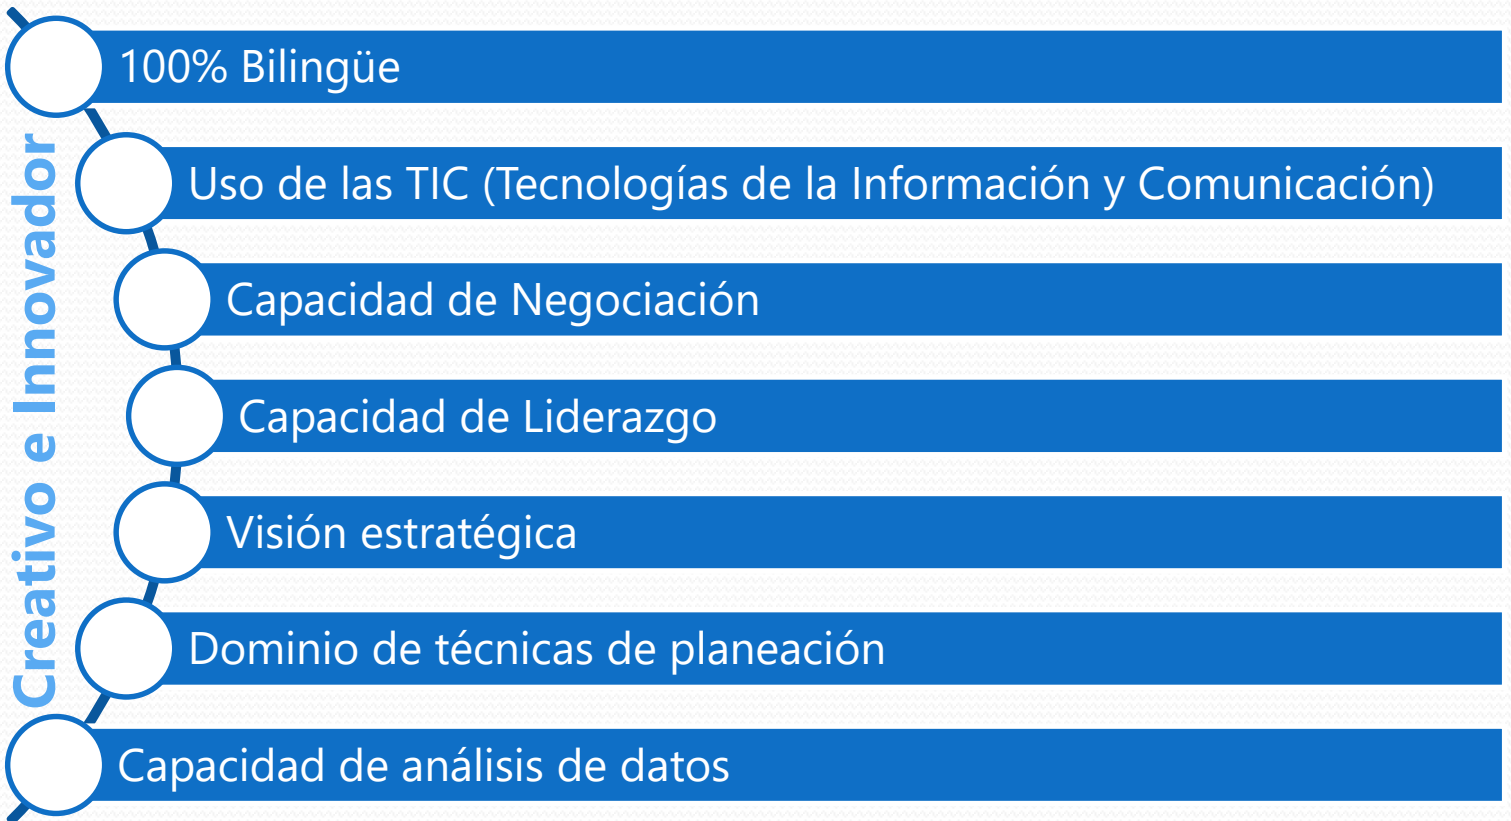 Creativo e Innovador
100% Bilingüe
Uso de las TIC (Tecnologías de la Información y Comunicación)
Capacidad de Negociación
Capacidad de Liderazgo
Visión estratégica
Dominio de técnicas de planeación
Capacidad de análisis de datos